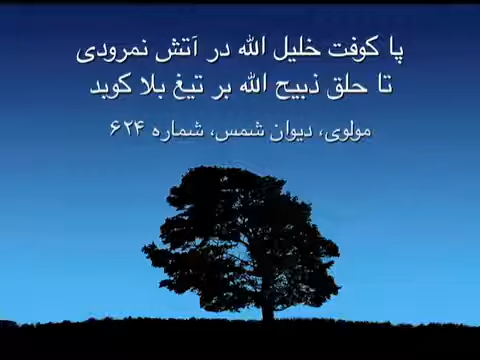 پا کوفت خلیل الله در آتش نمرودی
تا حلق ذبیح الله بر تیغ بلا کوبد
مولوی، دیوان شمس، شماره ۶۲۴